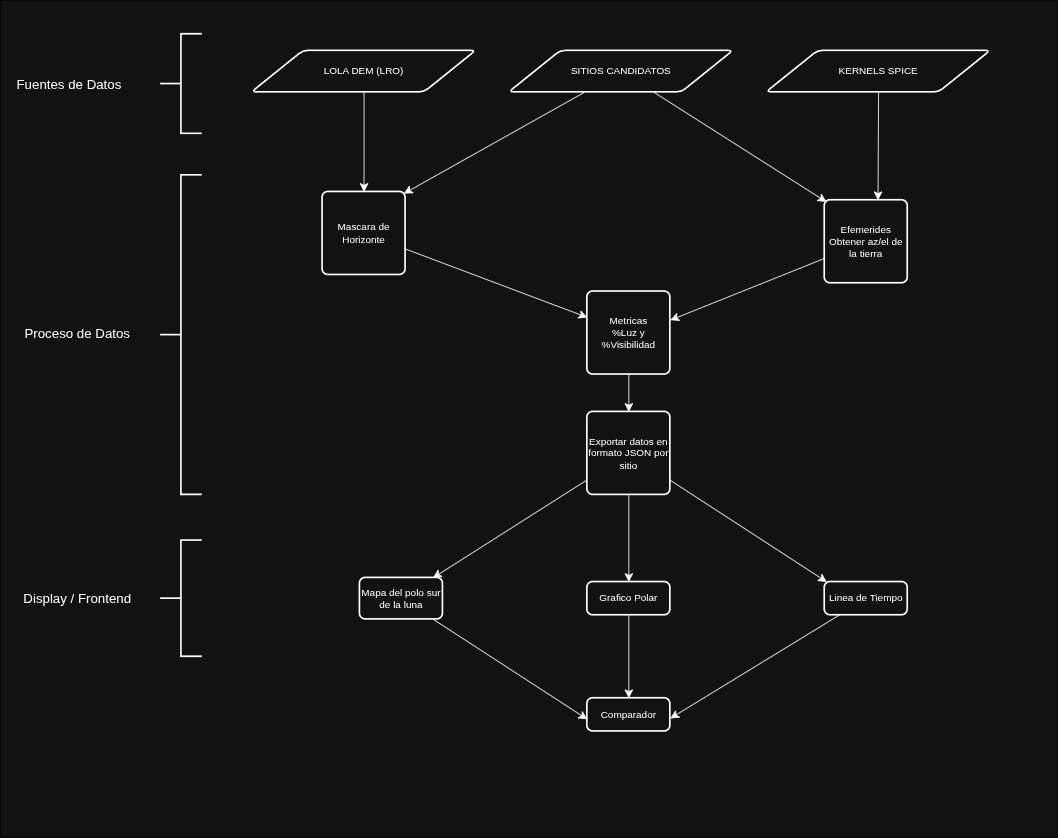 Fuentes de Datos
LOLA DEM (LRO)
SITIOS CANDIDATOS
KERNELS SPICE
Proceso de Datos
Mascara de
Horizonte
Efemerides
Obtener az/el de
la tierra
Metricas
%Luz y
%Visibilidad
Exportar datos en
formato JSON por
sitio
Display / Frontend
Mapa del polo sur
de la luna
Grafico Polar
Linea de Tiempo
Comparador